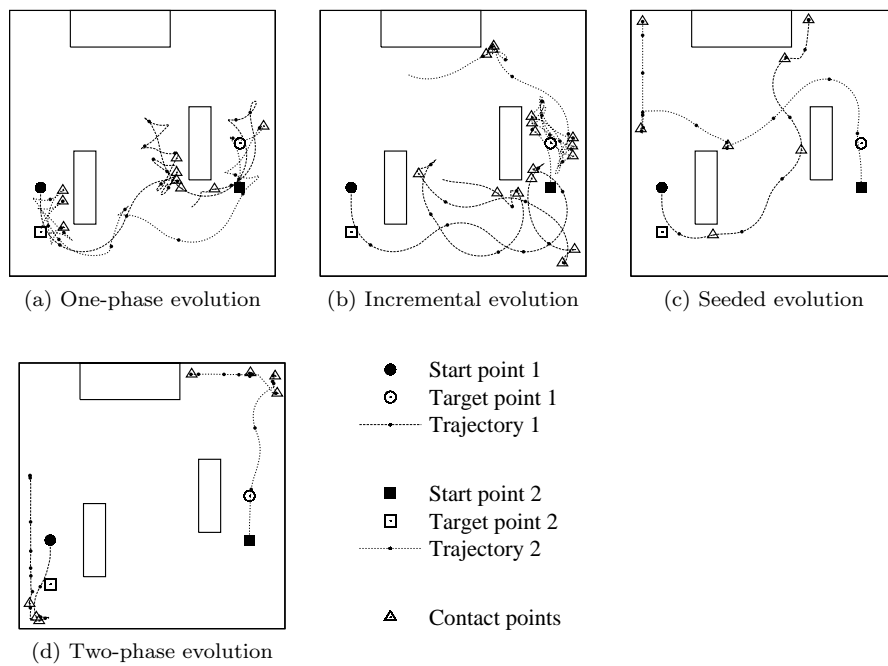 (a) One-phase evolution
(b) Incremental evolution
(c) Seeded evolution
Start point 1
Target point 1
Trajectory 1
Start point 2
Target point 2
Trajectory 2
Contact points
(d) Two-phase evolution